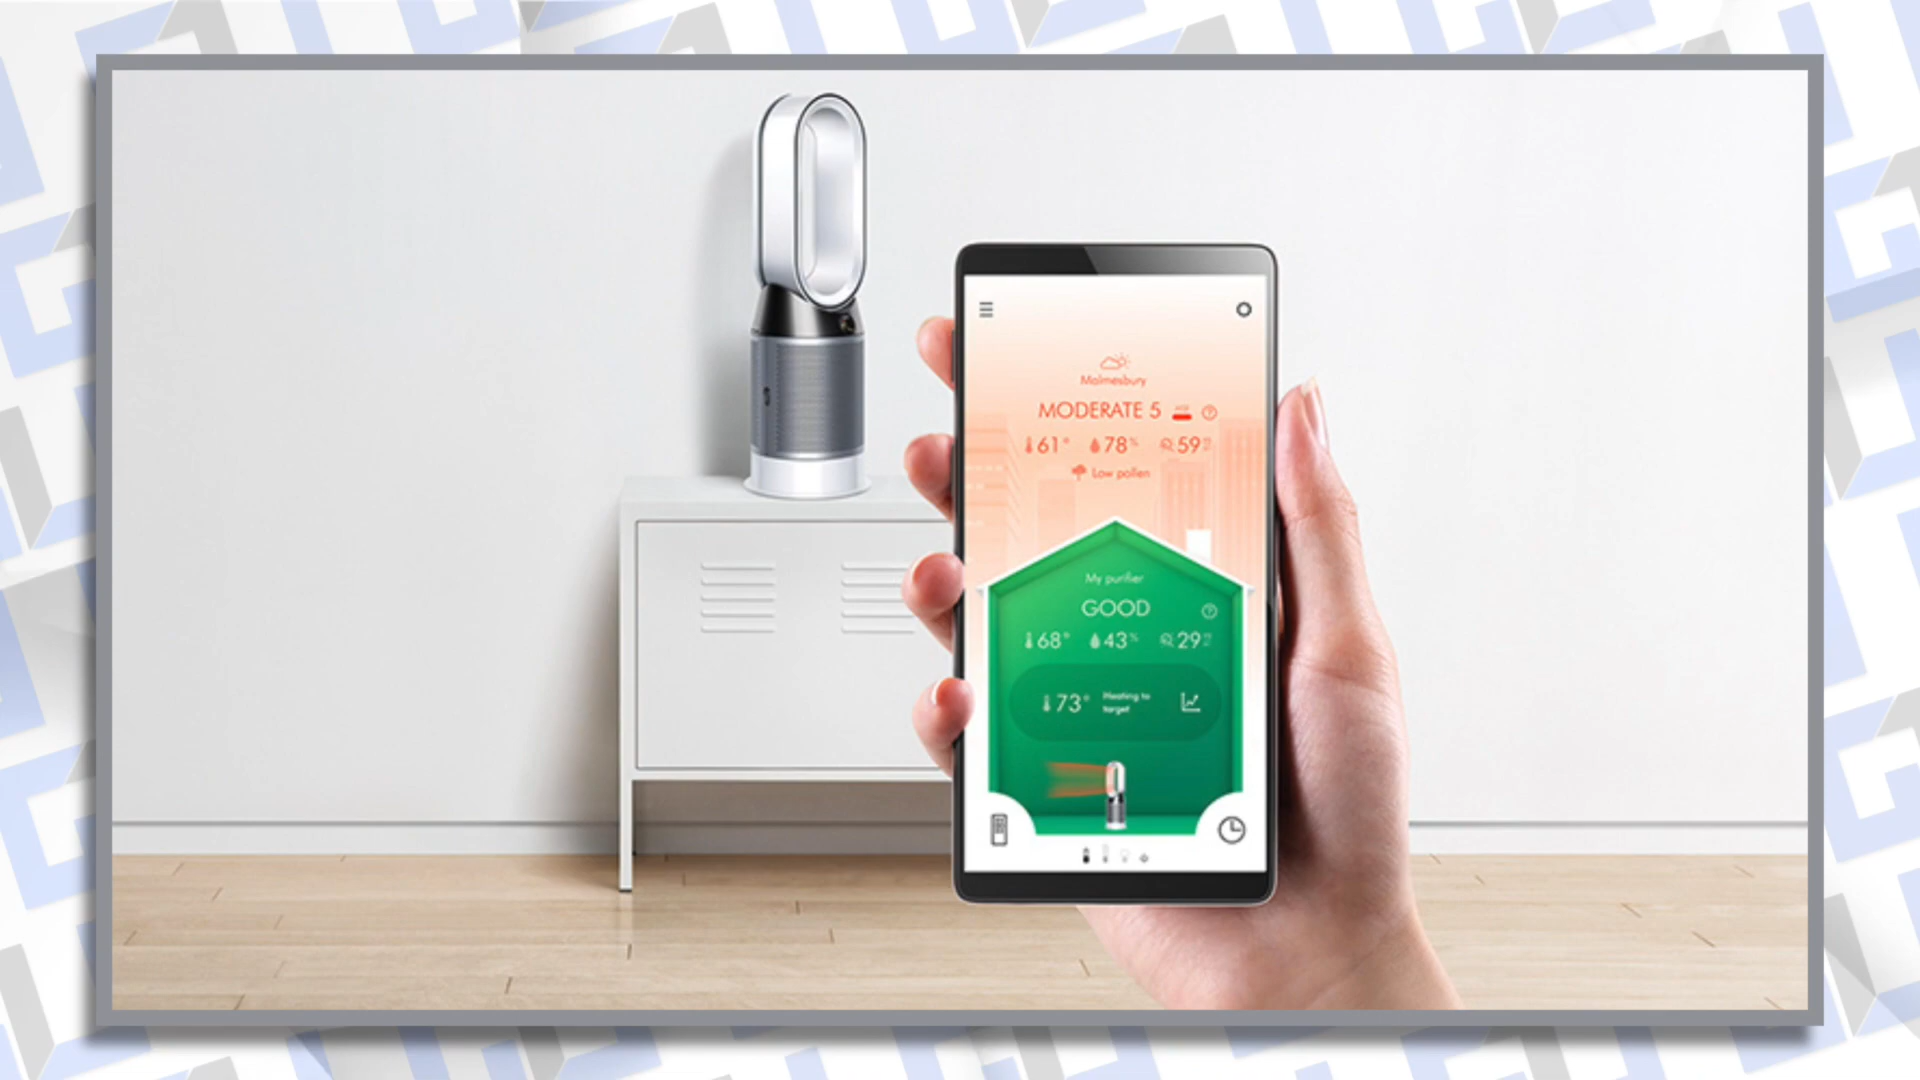 Malmesbury
MODERATE 5
61° 78% 59
Low pollen
My purifier
GOOD
68° 43% 29
73° Heating to
target